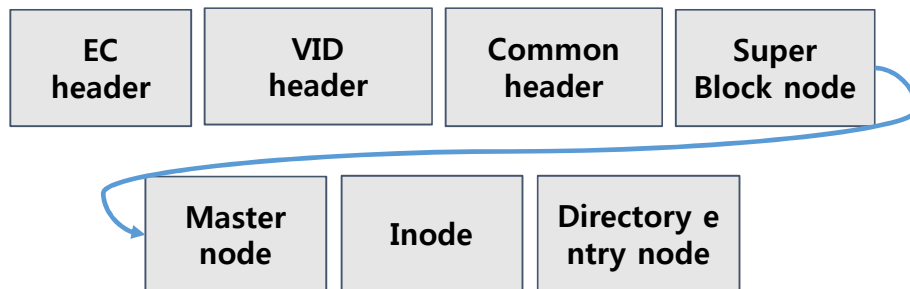 EC
header
VID
header
Common
header
Super
Block node
Master
node
Inode
Directory e
ntry node